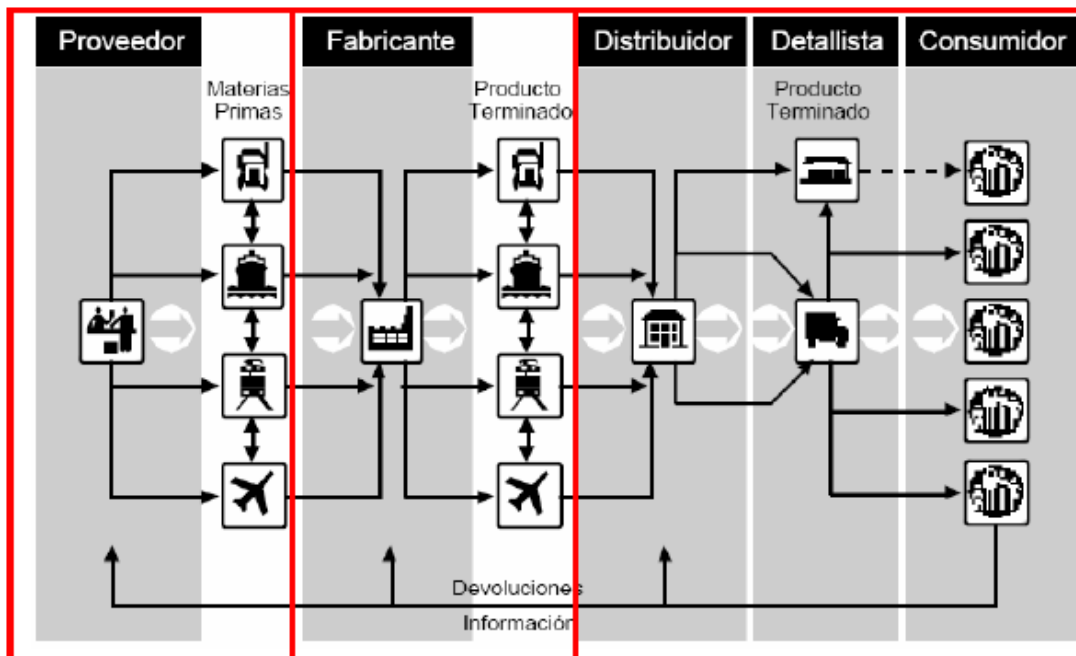 Proveedor
Fabricante
Distribuidor
Detallista
Consumidor
Materias
Primas
Producto
Terminado
Producto
Terminado
Devoluciones
Información